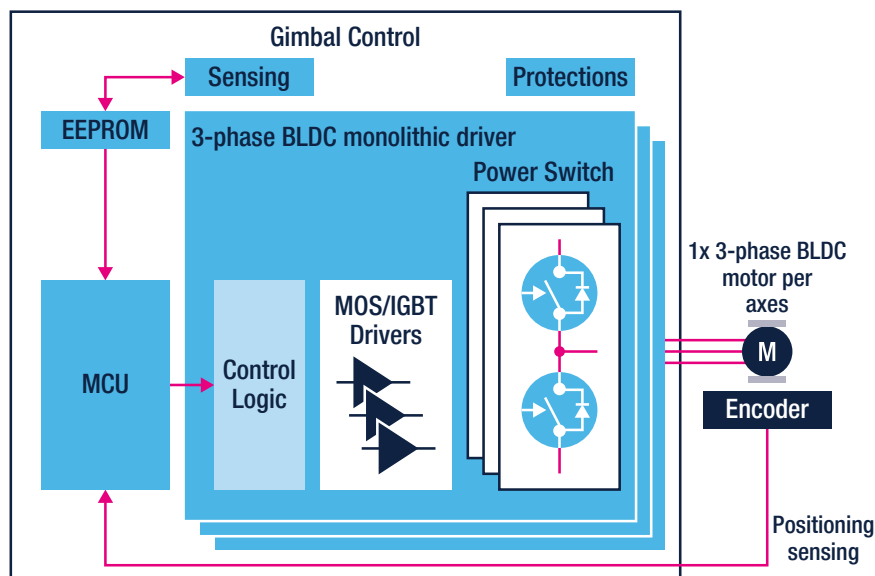 Gimbal Control
Sensing
Protections
EEPROM
3-phase BLDC monolithic driver
Power Switch
1x 3-phase BLDC
motor per
axes
MOS/IGBT
Drivers
M
MCU
Control
Logic
Encoder
Positioning
sensing